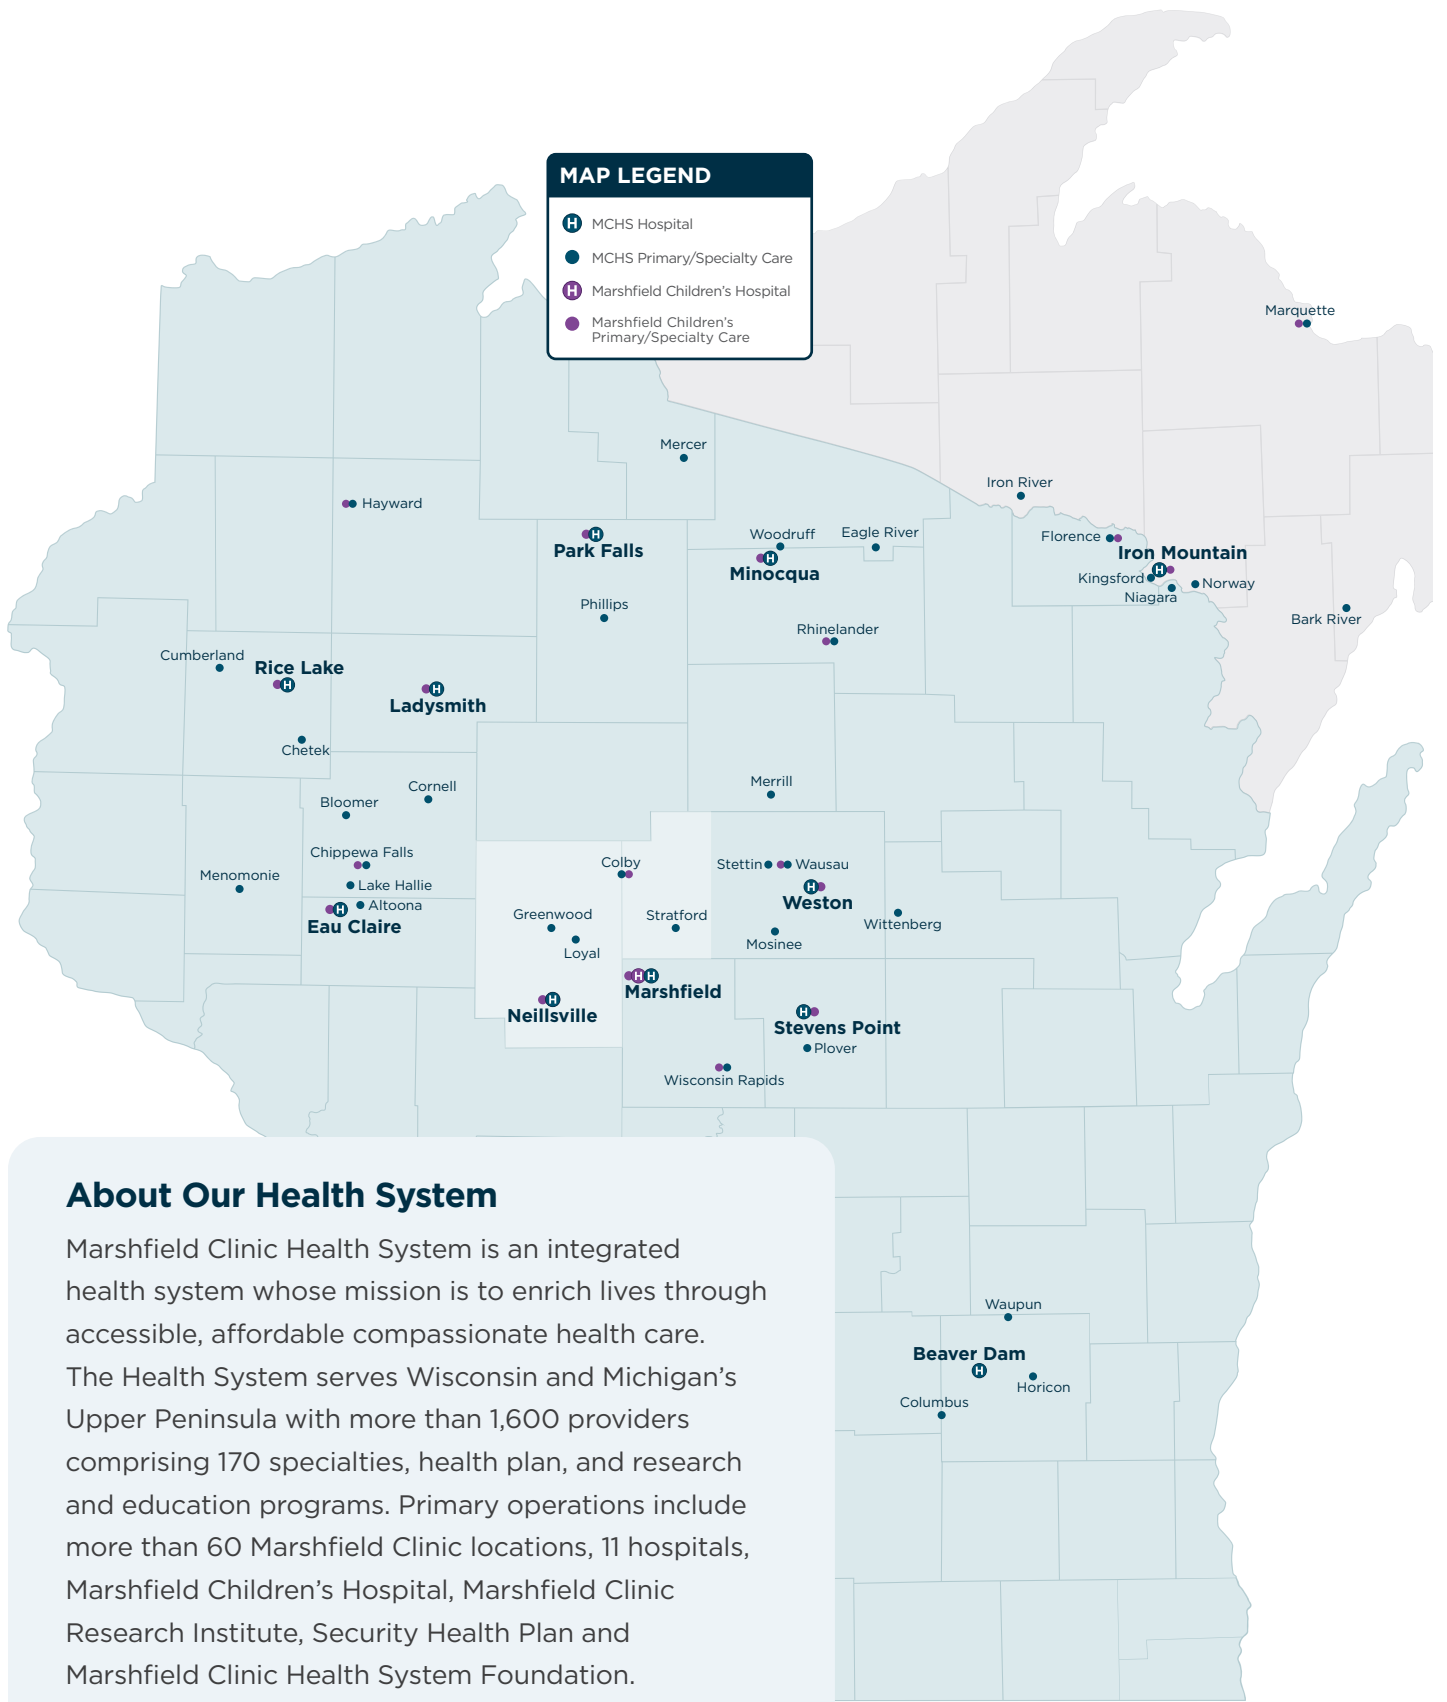 MAP LEGEND
H MCHS Hospital
MCHS Primary/Specialty Care
H Marshfield Children's Hospital
Marshfield Children's
Primary/Specialty Care
Marquette
Mercer
Iron River
Hayward
Park Falls
H
Woodruff
Eagle River
Minocqua
H
Florence
Iron Mountain
H
Kingsford
Norway
Niagara
Bark River
Phillips
Rhinelander
Cumberland
Rice Lake
H
Ladysmith
H
Chetek
Cornell
Bloomer
Merrill
Chippewa Falls
Colby
Stettin
Wausau
Menomonie
Lake Hallie
H
Weston
Altoona
H
Eau Claire
Greenwood
Stratford
Wittenberg
Loyal
Mosinee
H H
Marshfield
H
Neillsville
H
Stevens Point
Plover
Wisconsin Rapids
About Our Health System
Marshfield Clinic Health System is an integrated
health system whose mission is to enrich lives through
accessible, affordable compassionate health care.
The Health System serves Wisconsin and Michigan’s
Upper Peninsula with more than 1,600 providers
comprising 170 specialties, health plan, and research
and education programs. Primary operations include
more than 60 Marshfield Clinic locations, 11 hospitals,
Marshfield Children’s Hospital, Marshfield Clinic
Research Institute, Security Health Plan and
Marshfield Clinic Health System Foundation.
Waupun
Beaver Dam
H
Horicon
Columbus